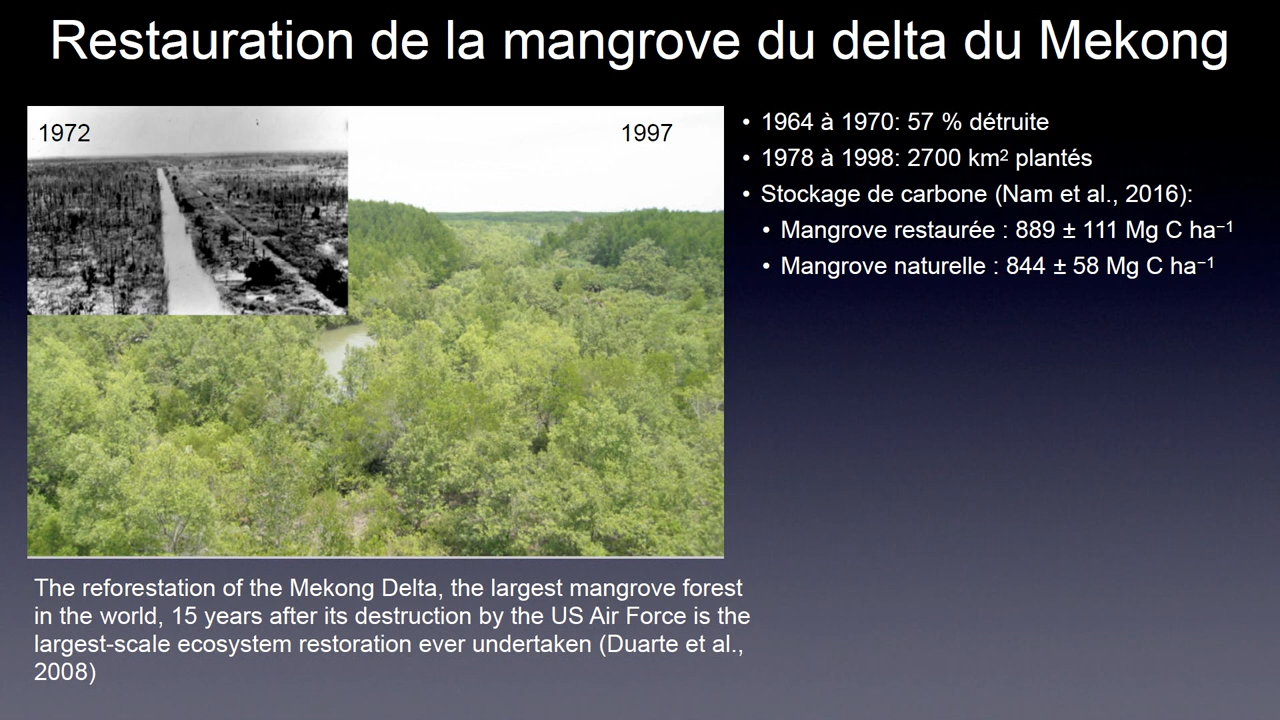 Restauration de la mangrove du delta du Mekong
1972
1997
• 1964 à 1970: 57 % détruite
• 1978 à 1998: 2700 km² plantés
• Stockage de carbone (Nam et al., 2016):
• Mangrove restaurée : 889 ± 111 Mg C ha⁻¹
• Mangrove naturelle : 844 ± 58 Mg C ha⁻¹
The reforestation of the Mekong Delta, the largest mangrove forest
in the world, 15 years after its destruction by the US Air Force is the
largest-scale ecosystem restoration ever undertaken (Duarte et al.,
2008)